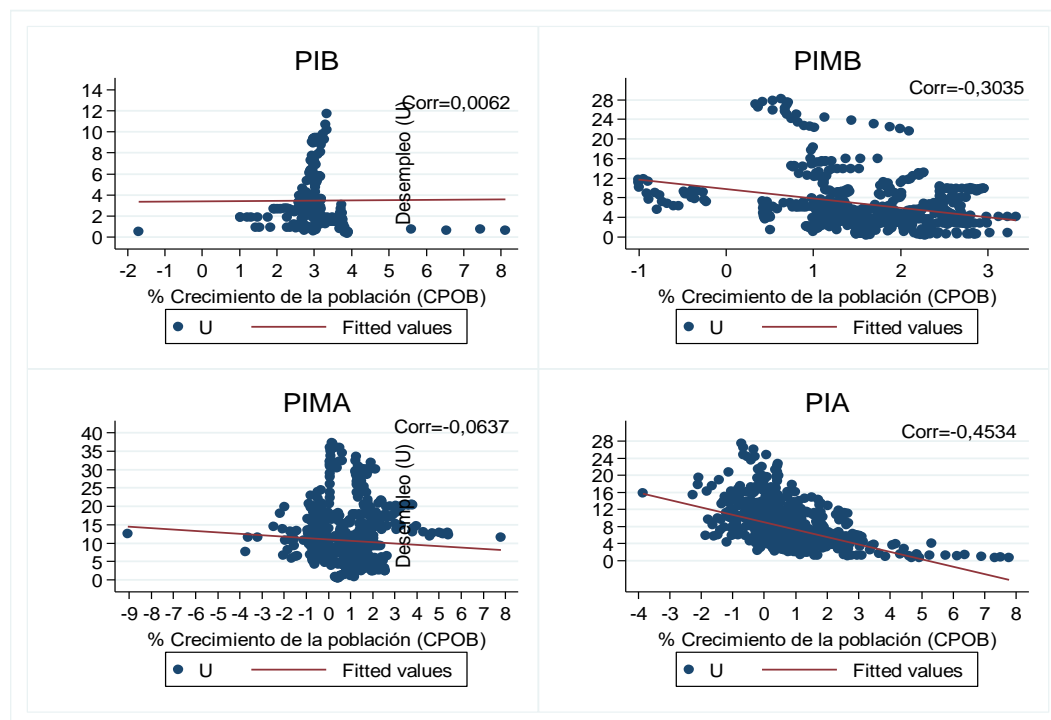 PIB
Corr=0,0062
14
12
10
8
6
4
2
0
Desempleo (U)
-2 -1 0 1 2 3 4 5 6 7 8
% Crecimiento de la población (CPOB)
U Fitted values
PIMB
Corr=-0,3035
28
24
20
16
12
8
4
0
-1 0 1 2 3
% Crecimiento de la población (CPOB)
U Fitted values
PIMA
Corr=-0,0637
40
35
30
25
20
15
10
5
0
Desempleo (U)
-9 -8 -7 -6 -5 -4 -3 -2 -1 0 1 2 3 4 5 6 7 8
% Crecimiento de la población (CPOB)
U Fitted values
PIA
Corr=-0,4534
28
24
20
16
12
8
4
0
-4 -3 -2 -1 0 1 2 3 4 5 6 7 8
% Crecimiento de la población (CPOB)
U Fitted values